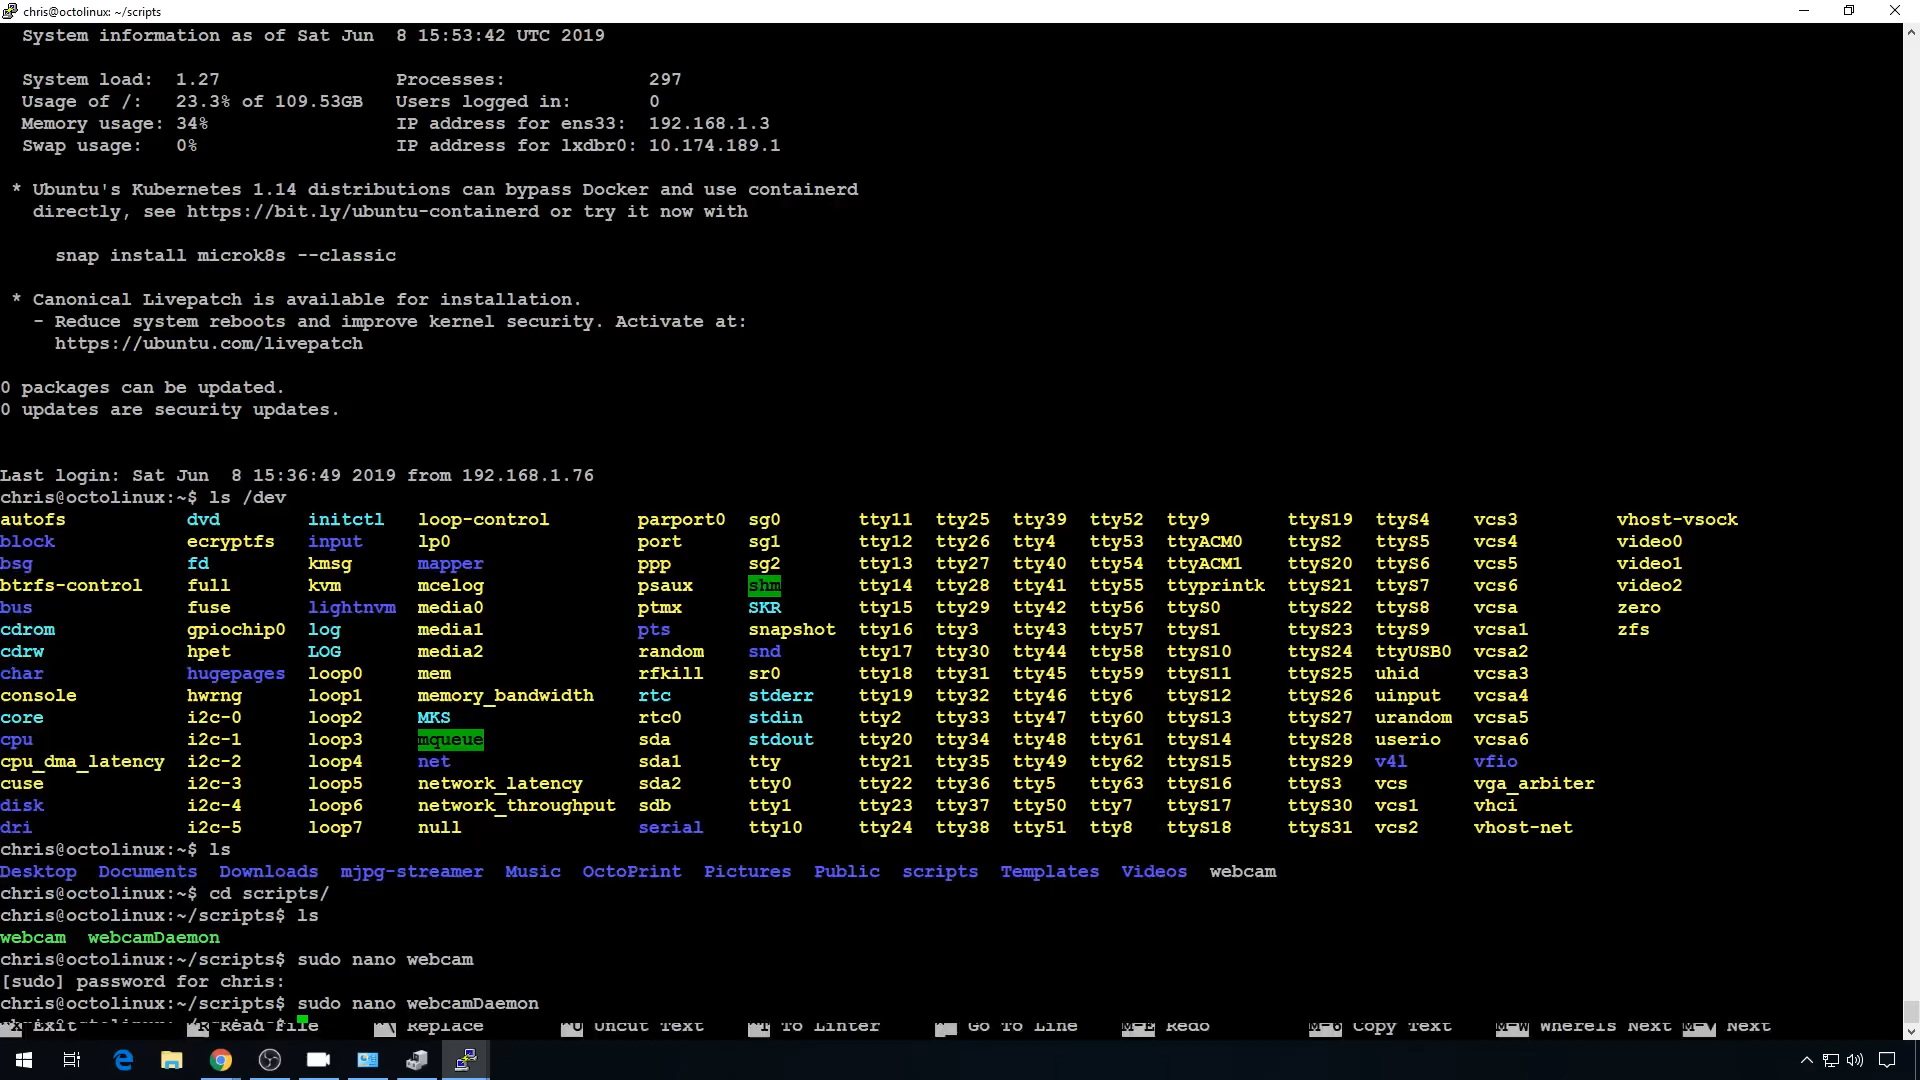 chris@octolinux: ~/scripts
System information as of Sat Jun  8 15:53:42 UTC 2019
System load:  1.27                Processes:              297
Usage of /:   23.3% of 109.53GB   Users logged in:        0
Memory usage: 34%                 IP address for ens33:   192.168.1.3
Swap usage:   0%                  IP address for lxdbr0: 10.174.189.1
* Ubuntu's Kubernetes 1.14 distributions can bypass Docker and use containerd
directly, see https://bit.ly/ubuntu-containerd or try it now with
snap install microk8s --classic
* Canonical Livepatch is available for installation.
- Reduce system reboots and improve kernel security. Activate at:
https://ubuntu.com/livepatch
0 packages can be updated.
0 updates are security updates.
Last login: Sat Jun  8 15:36:49 2019 from 192.168.1.76
chris@octolinux:~$ ls /dev
autofs dvd initctl loop-control parport0 sg0 tty11 tty25 tty39 tty52 tty9 ttyS19 ttyS4 vcs3 vhost-vsock
block ecryptfs input lp0 port sg1 tty12 tty26 tty4 tty53 ttyACM0 ttyS2 ttyS5 vcs4 video0
bsg fd kmsg mapper ppp sg2 tty13 tty27 tty40 tty54 ttyACM1 ttyS20 ttyS6 vcs5 video1
btrfs-control full kvm mcelog psaux shm tty14 tty28 tty41 tty55 ttyprintk ttyS21 ttyS7 vcs6 video2
bus fuse lightnvm media0 ptmx SKR tty15 tty29 tty42 tty56 ttyS0 ttyS22 ttyS8 vcsa zero
cdrom gpiochip0 log media1 pts snapshot tty16 tty3 tty43 tty57 ttyS1 ttyS23 ttyS9 vcsa1 zfs
cdrw hpet LOG media2 random snd tty17 tty30 tty44 tty58 ttyS10 ttyS24 ttyUSB0 vcsa2
char hugepages loop0 mem rfkill sr0 tty18 tty31 tty45 tty59 ttyS11 ttyS25 uhid vcsa3
console hwrng loop1 memory_bandwidth rtc stderr tty19 tty32 tty46 tty6 ttyS12 ttyS26 uinput vcsa4
core i2c-0 loop2 MKS rtc0 stdin tty2 tty33 tty47 tty60 ttyS13 ttyS27 urandom vcsa5
cpu i2c-1 loop3 mqueue sda stdout tty20 tty34 tty48 tty61 ttyS14 ttyS28 userio vcsa6
cpu_dma_latency i2c-2 loop4 net sda1 tty tty21 tty35 tty49 tty62 ttyS15 ttyS29 v4l vfio
cuse i2c-3 loop5 network_latency sda2 tty0 tty22 tty36 tty5 tty63 ttyS16 ttyS3 vcs vga_arbiter
disk i2c-4 loop6 network_throughput sdb tty1 tty23 tty37 tty50 tty7 ttyS17 ttyS30 vcs1 vhci
dri i2c-5 loop7 null serial tty10 tty24 tty38 tty51 tty8 ttyS18 ttyS31 vcs2 vhost-net
chris@octolinux:~$ ls
Desktop Documents Downloads mjpg-streamer Music OctoPrint Pictures Public scripts Templates Videos webcam
chris@octolinux:~$ cd scripts/
chris@octolinux:~/scripts$ ls
webcam webcamDaemon
chris@octolinux:~/scripts$ sudo nano webcam
[sudo] password for chris:
chris@octolinux:~/scripts$ sudo nano webcamDaemon
Exit Read File Replace ^U Uncut Text ^T To Linter Go To Line M-E Redo M-6 Copy Text M-W WhereIs Next M-V Next